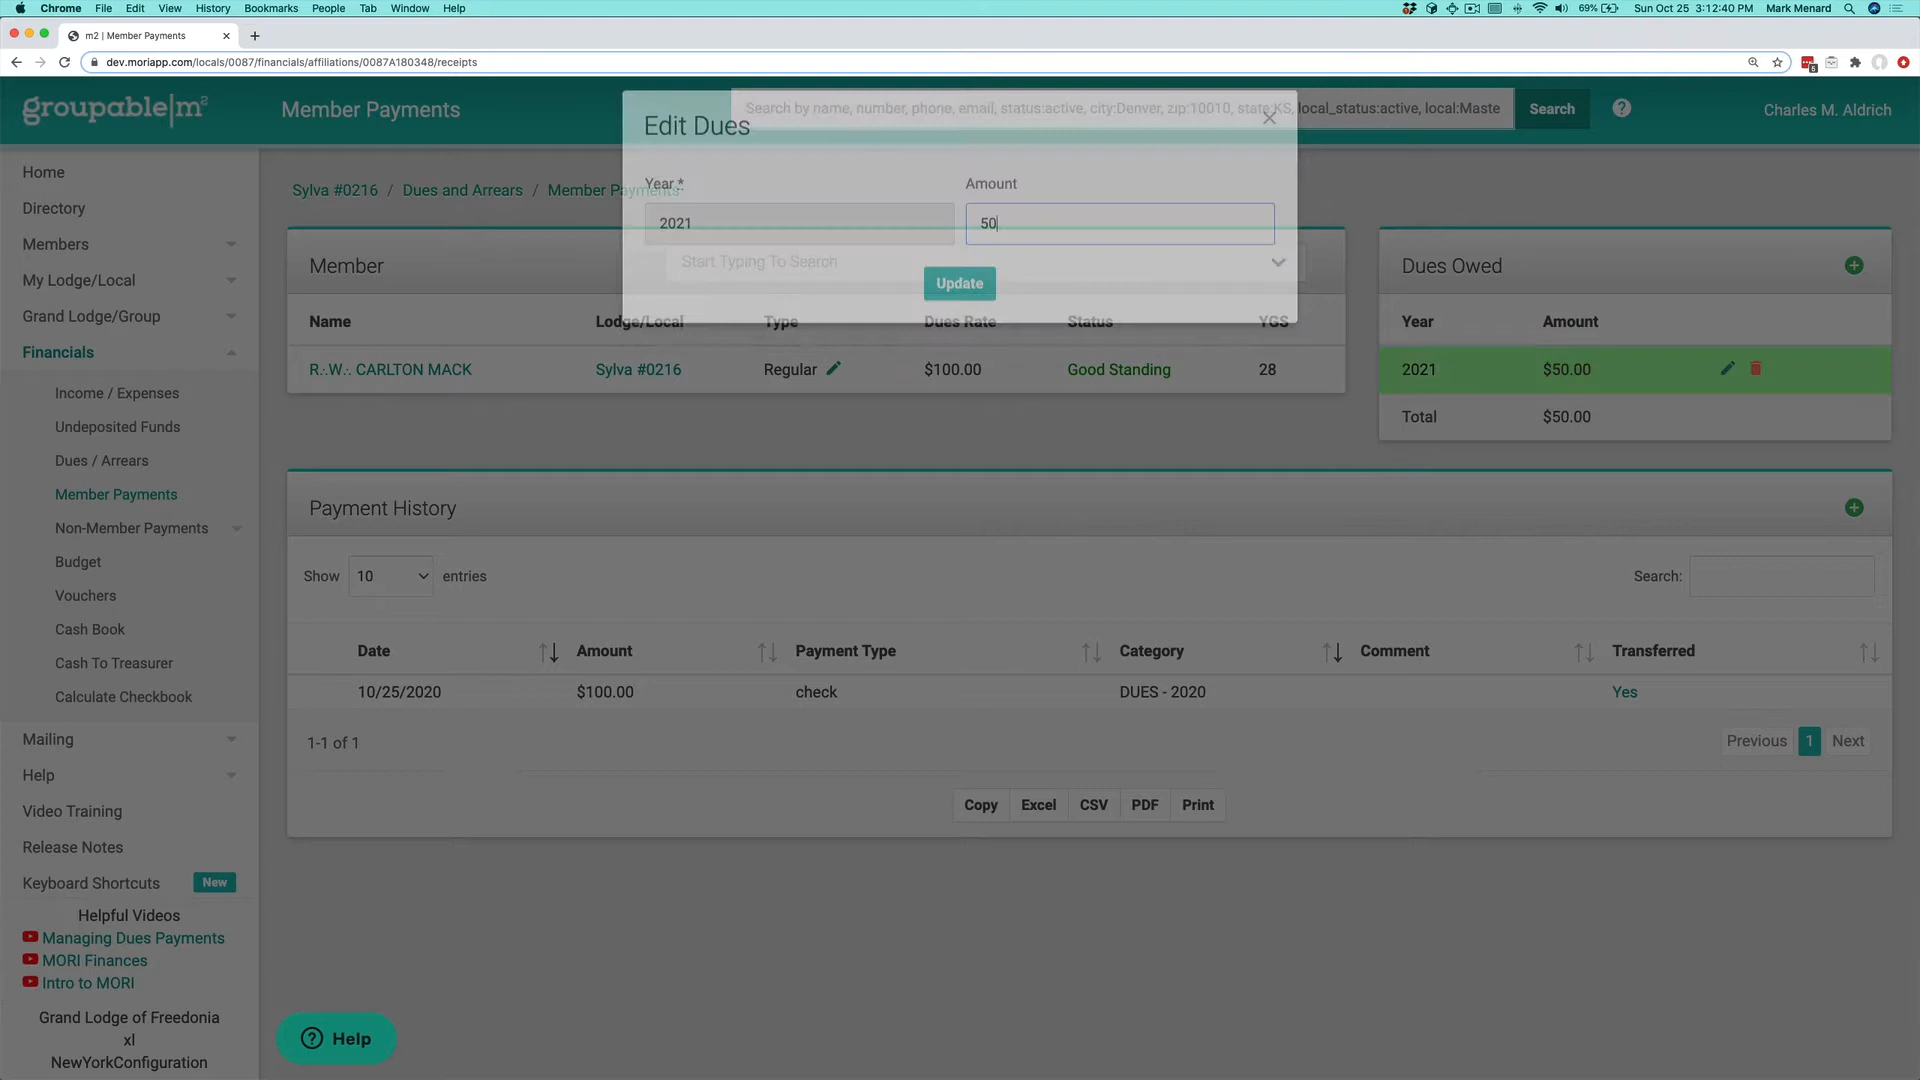 Chrome File Edit View History Bookmarks People Tab Window Help 69% Sun Oct 25 3:12:40 PM Mark Menard
m2 | Member Payments
dev.moriapp.com/locals/0087/financials/affiliations/0087A180348/receipts
groupable|m² Member Payments Search by name, number, phone, email, status:active, city:Denver, zip:10010, state:KS, local_status:active, local:Maste Search Charles M. Aldrich
Edit Dues
Year * Amount
2021 50
Start Typing To Search
Update
Home
Directory
Members
My Lodge/Local
Grand Lodge/Group
Financials
Income / Expenses
Undeposited Funds
Dues / Arrears
Member Payments
Non-Member Payments
Budget
Vouchers
Cash Book
Cash To Treasurer
Calculate Checkbook
Mailing
Help
Video Training
Release Notes
Keyboard Shortcuts New
Helpful Videos
Managing Dues Payments
MORI Finances
Intro to MORI
Grand Lodge of Freedonia
xl
NewYorkConfiguration
Sylva #0216 / Dues and Arrears / Member Payments
Member
Name Lodge/Local Type Dues Rate Status YGS
R∴W∴ CARLTON MACK Sylva #0216 Regular $100.00 Good Standing 28
Dues Owed
Year Amount
2021 $50.00
Total $50.00
Payment History
Show 10 entries Search:
Date Amount Payment Type Category Comment Transferred
10/25/2020 $100.00 check DUES - 2020 Yes
1-1 of 1 Previous 1 Next
Copy Excel CSV PDF Print
Help